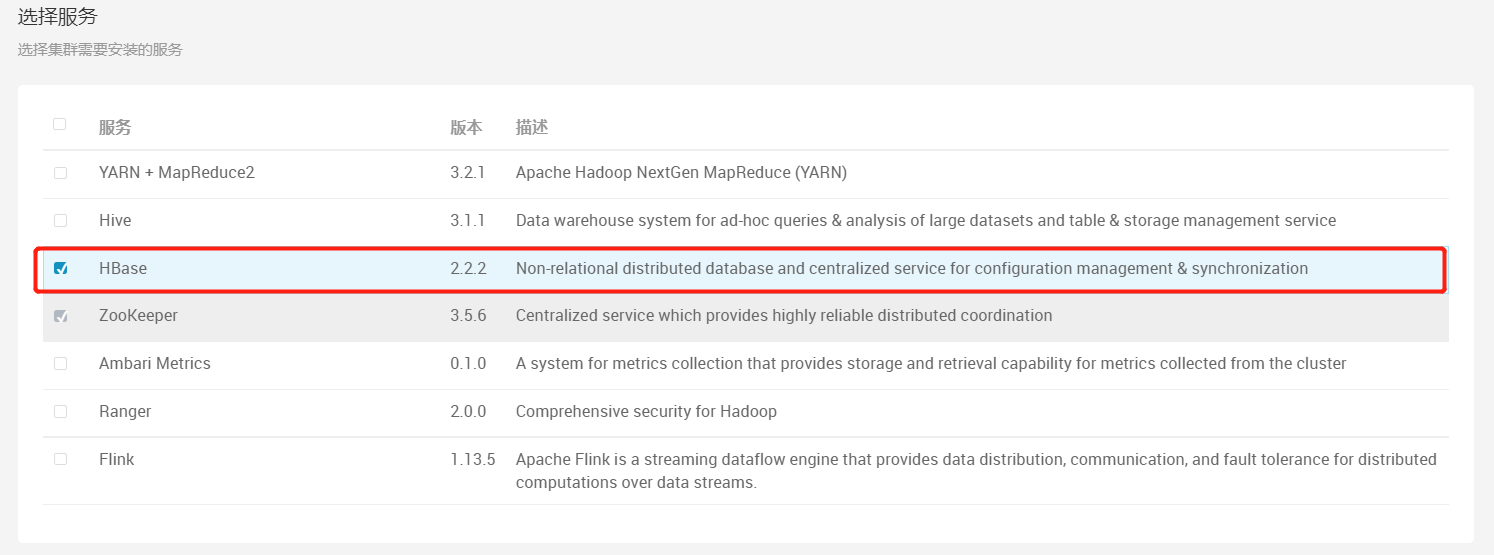 选择服务
选择集群需要安装的服务
服务 版本 描述
YARN + MapReduce2 3.2.1 Apache Hadoop NextGen MapReduce (YARN)
Hive 3.1.1 Data warehouse system for ad-hoc queries & analysis of large datasets and table & storage management service
HBase 2.2.2 Non-relational distributed database and centralized service for configuration management & synchronization
ZooKeeper 3.5.6 Centralized service which provides highly reliable distributed coordination
Ambari Metrics 0.1.0 A system for metrics collection that provides storage and retrieval capability for metrics collected from the cluster
Ranger 2.0.0 Comprehensive security for Hadoop
Flink 1.13.5 Apache Flink is a streaming dataflow engine that provides data distribution, communication, and fault tolerance for distributed
computations over data streams.